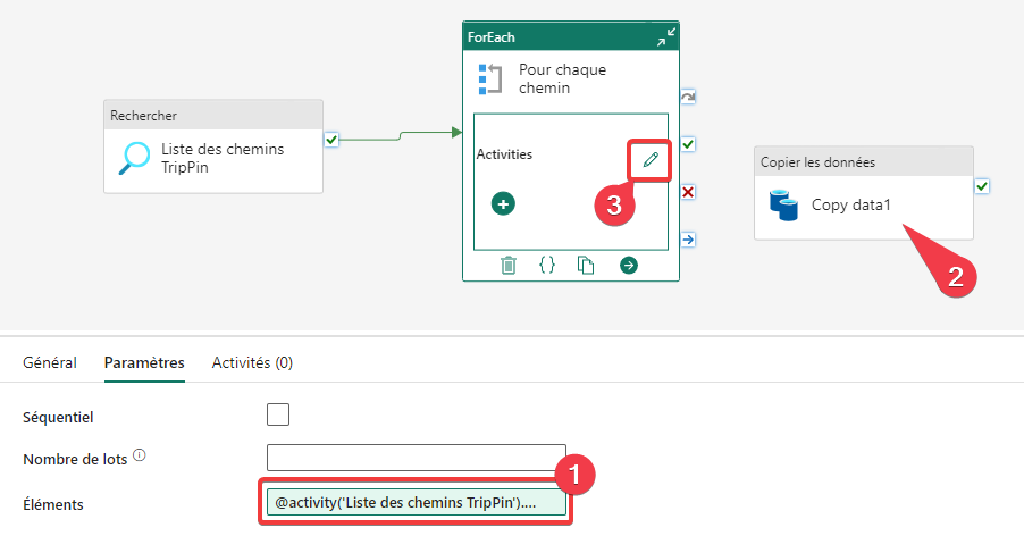 ForEach
Pour chaque
chemin
Rechercher
Liste des chemins
TripPin
Activities
3
Copier les données
Copy data1
2
Général
Paramètres
Activités (0)
Séquentiel
Nombre de lots
1
Éléments
@activity('Liste des chemins TripPin')....